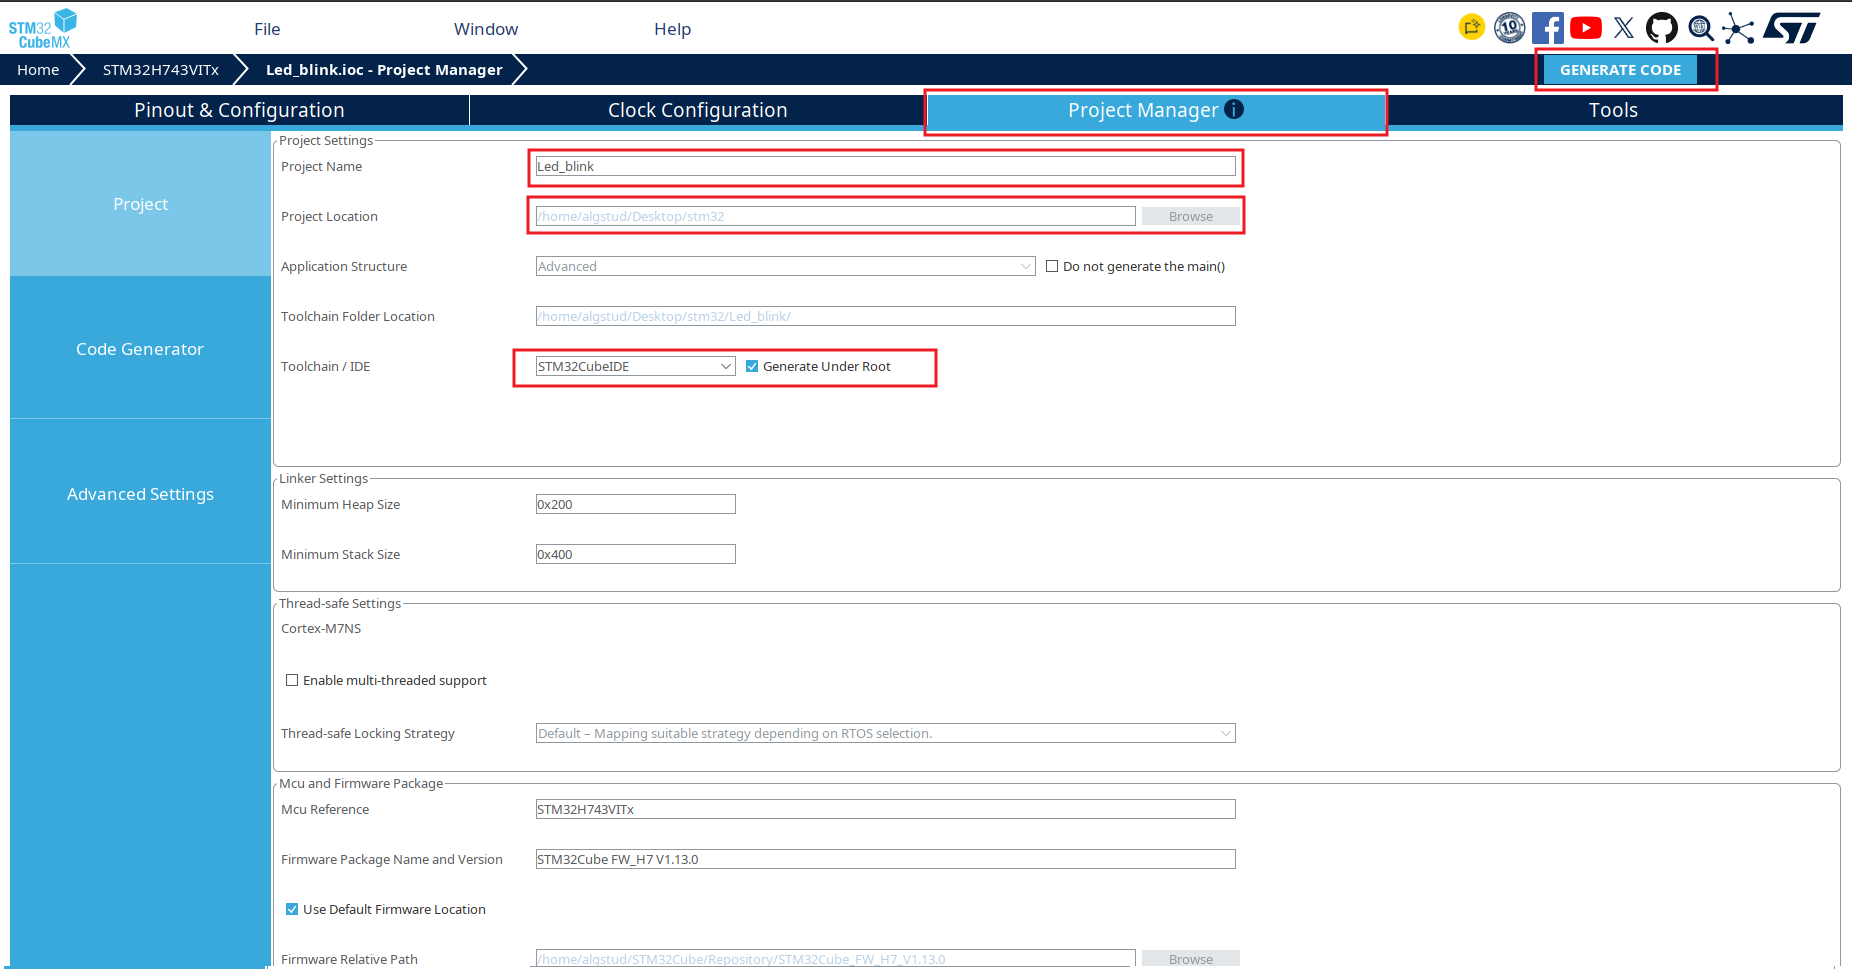 STM32
CubeMX
File
Window
Help
10
Home
STM32H743VITx
Led_blink.ioc - Project Manager
GENERATE CODE
Pinout & Configuration
Clock Configuration
Project Manager
Tools
Project
Code Generator
Advanced Settings
Project Settings
Project Name
Led_blink
Project Location
/home/algstud/Desktop/stm32
Browse
Application Structure
Advanced
Do not generate the main()
Toolchain Folder Location
/home/algstud/Desktop/stm32/Led_blink/
Toolchain / IDE
STM32CubeIDE
Generate Under Root
Linker Settings
Minimum Heap Size
0x200
Minimum Stack Size
0x400
Thread-safe Settings
Cortex-M7NS
Enable multi-threaded support
Thread-safe Locking Strategy
Default – Mapping suitable strategy depending on RTOS selection.
Mcu and Firmware Package
Mcu Reference
STM32H743VITx
Firmware Package Name and Version
STM32Cube FW_H7 V1.13.0
Use Default Firmware Location
Firmware Relative Path
/home/algstud/STM32Cube/Repository/STM32Cube_FW_H7_V1.13.0
Browse